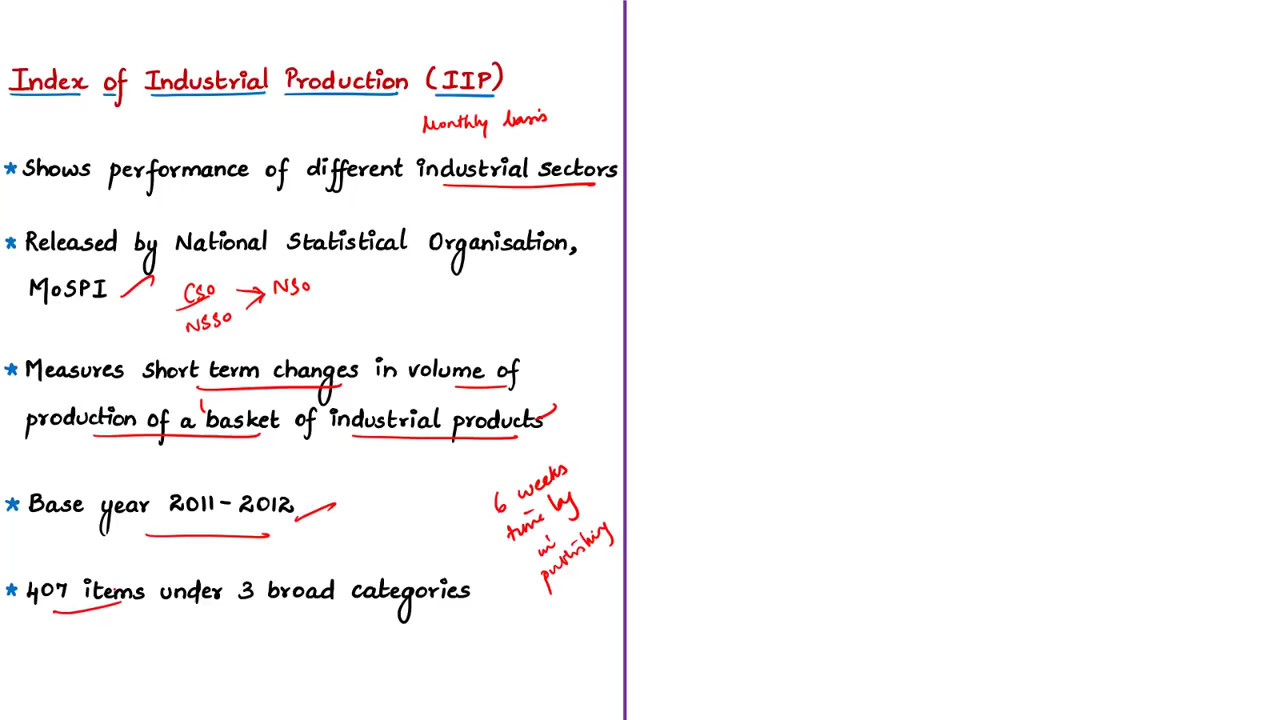 Index of Industrial Production (IIP)
Monthly basis
* Shows performance of different industrial sectors
* Released by National Statistical Organisation,
MoSPI
CSO → NSO
NSSO
* Measures short term changes in volume of
production of a basket of industrial products
* Base year 2011-2012
6 weeks
time
in
publishing
* 407 items under 3 broad categories